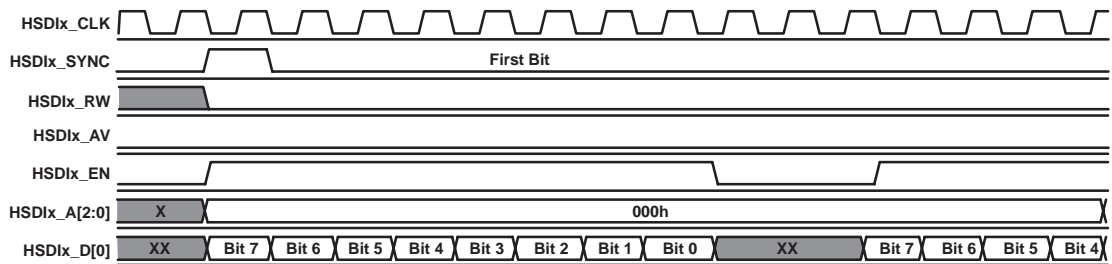 HSDIx_CLK
HSDIx_SYNC First Bit
HSDIx_RW
HSDIx_AV
HSDIx_EN
HSDIx_A[2:0] X 000h
HSDIx_D[0] XX Bit 7 Bit 6 Bit 5 Bit 4 Bit 3 Bit 2 Bit 1 Bit 0 XX Bit 7 Bit 6 Bit 5 Bit 4